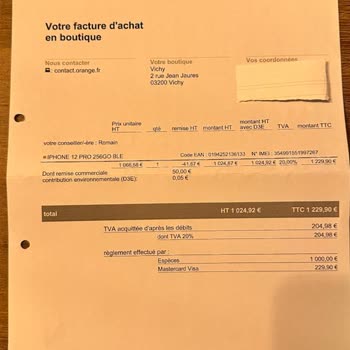 Votre facture d'achat
en boutique
Nous contacter
: contact.orange.fr
Votre boutique
Vichy
2 rue Jean Jaures
03200 Vichy
Vos coordonnées
Prix unitaire HT qté remise HT montant HT montant HT avec D3E TVA montant TTC
votre conseiller/-ère : Romain
IPHONE 12 PRO 256GO BLE Code EAN : 0194252136133 N° IMEI : 354991551997267
1 066,58 € 1 -41,67 € 1 024,87 € 1 024,92 € 20,00% 1 229,90 €
Dont remise commerciale 50,00 €
contribution environnementale (D3E): 0,05 €
total HT 1 024,92 € TTC 1 229,90 €
TVA acquittée d'après les débits 204,98 €
dont TVA 20% 204,98 €
règlement effectué par :
Espèces 1 000,00 €
Mastercard Visa 229,90 €